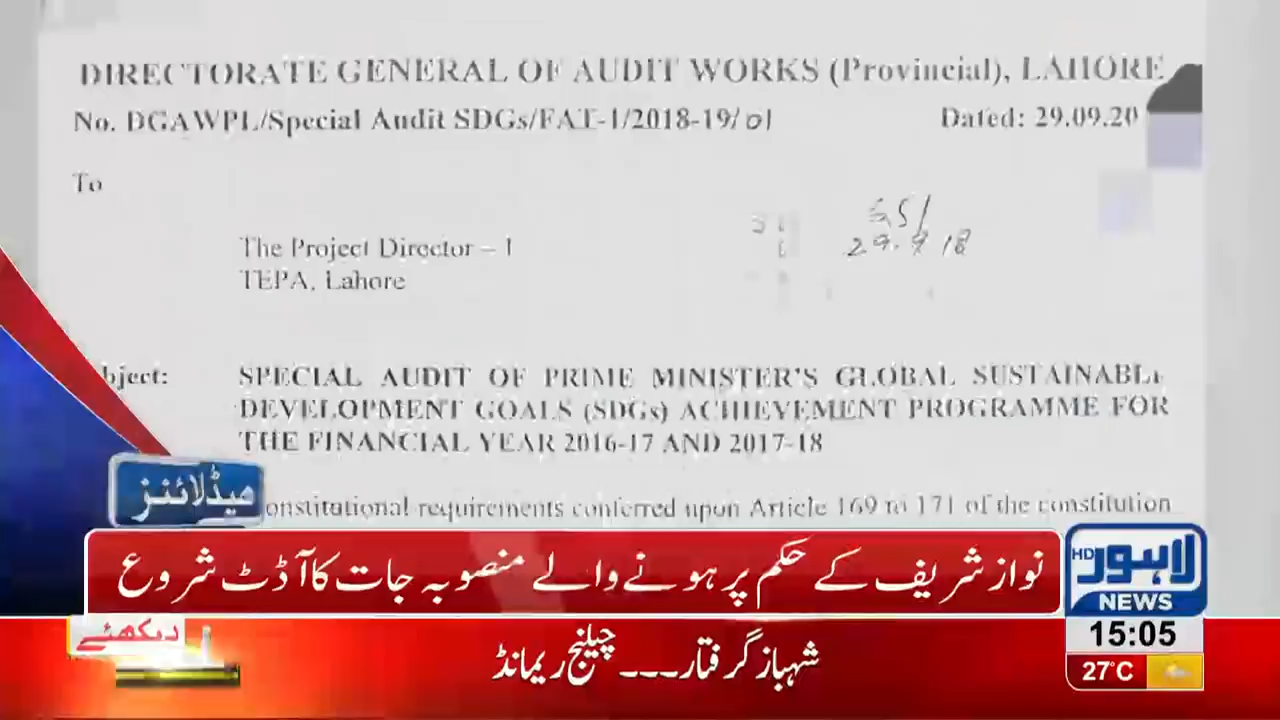 DIRECTORATE GENERAL OF AUDIT WORKS (Provincial), LAHORE
No. DGAWPL/Special Audit SDGs/FAT-1/2018-19/01
Dated: 29.09.20
To
29.9.18
The Project Director – I
TEPA, Lahore
bject:
SPECIAL AUDIT OF PRIME MINISTER'S GLOBAL SUSTAINABLE
DEVELOPMENT GOALS (SDGs) ACHIEVEMENT PROGRAMME FOR
THE FINANCIAL YEAR 2016-17 AND 2017-18
onstitutional requirements conferred upon Article 169 to 171 of the constitution
ہیڈلائنز
نواز شریف کے حکم پر ہونے والے منصوبہ جات کا آڈٹ شروع
لاہور HD
NEWS
15:05
27°C
دیکھئے
شہباز گرفتار ۔۔۔ چیلنج ریمانڈ